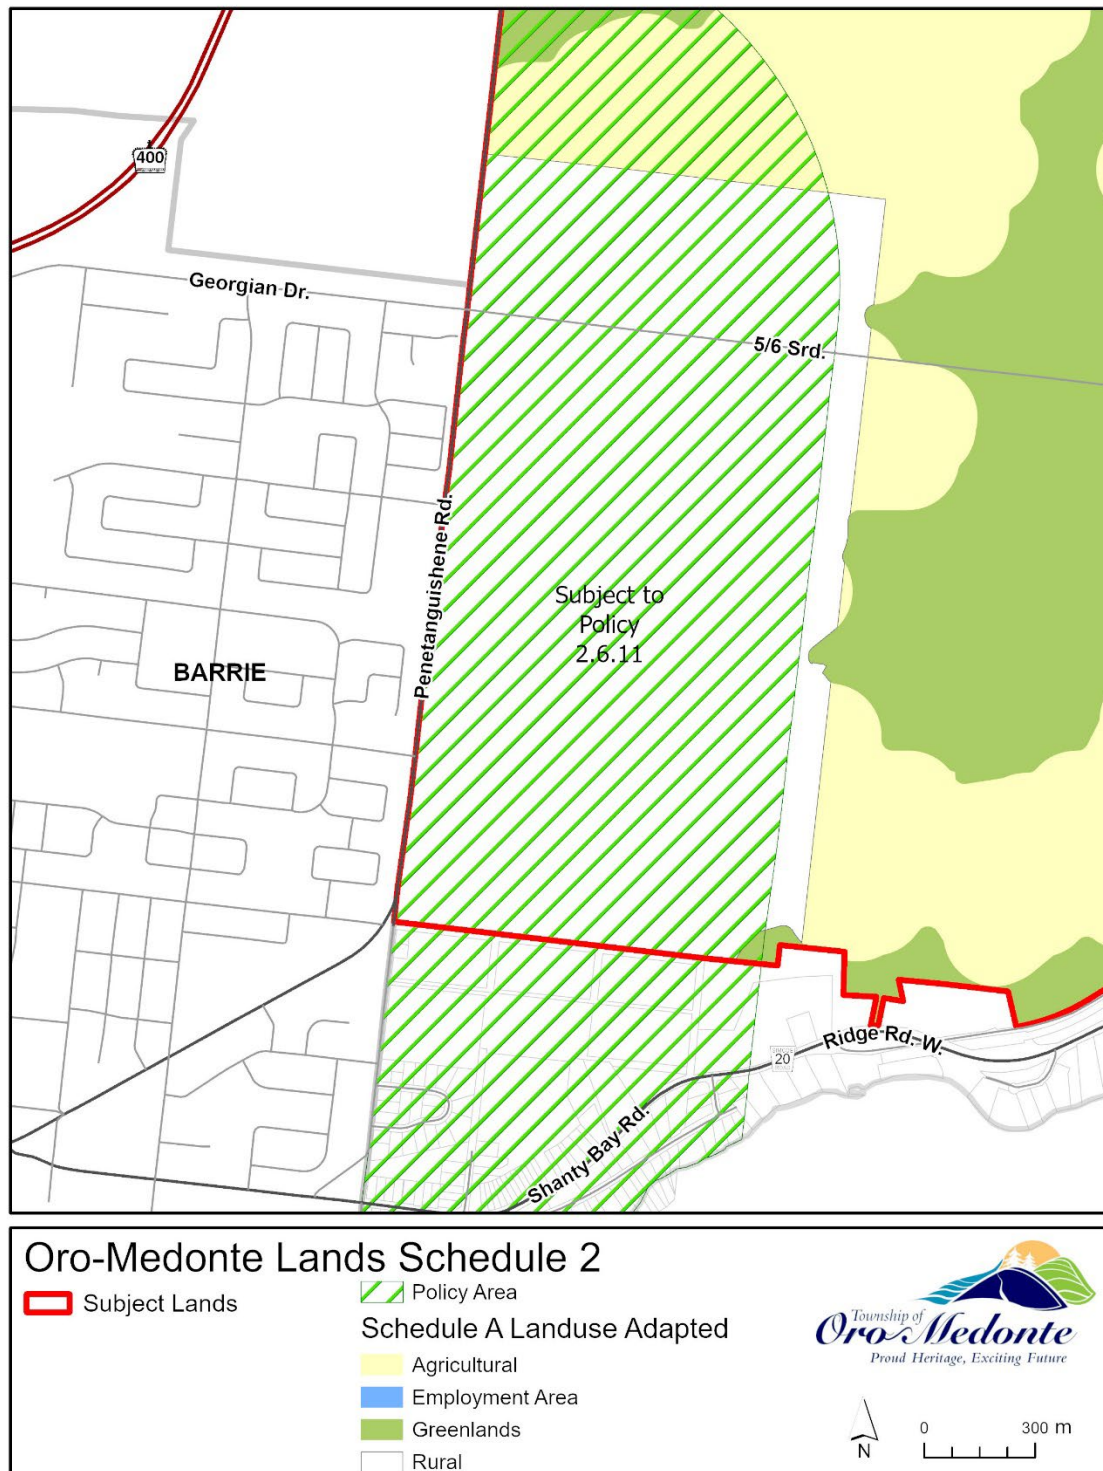 400
Georgian Dr.
5/6 Srd.
Penetanguishene Rd.
Subject to
Policy
2.6.11
BARRIE
Ridge Rd. W.
20
Shanty Bay Rd.
Oro-Medonte Lands Schedule 2
Subject Lands
Policy Area
Schedule A Landuse Adapted
Agricultural
Employment Area
Greenlands
Rural
Township of
Oro-Medonte
Proud Heritage, Exciting Future
N
0 300 m